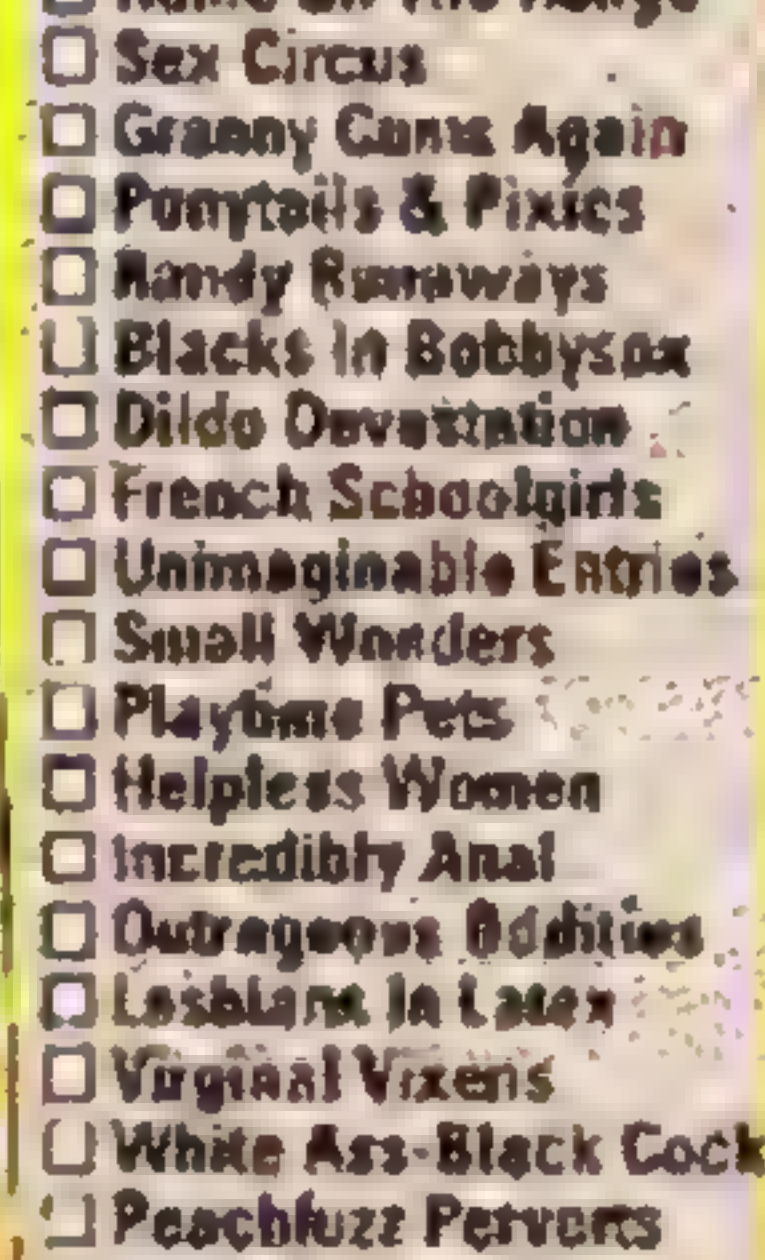 Sex Circus
Granny Cums Again
Ponytails & Pixies
Randy Runaways
Blacks In Bobbysox
Dildo Devastation
French Schoolgirls
Unimaginable Entries
Small Wonders
Playtime Pets
Helpless Women
Incredibly Anal
Outrageous Oddities
Lesbians In Latex
Virginal Vixens
White Ass-Black Cock
Peachfuzz Perverts